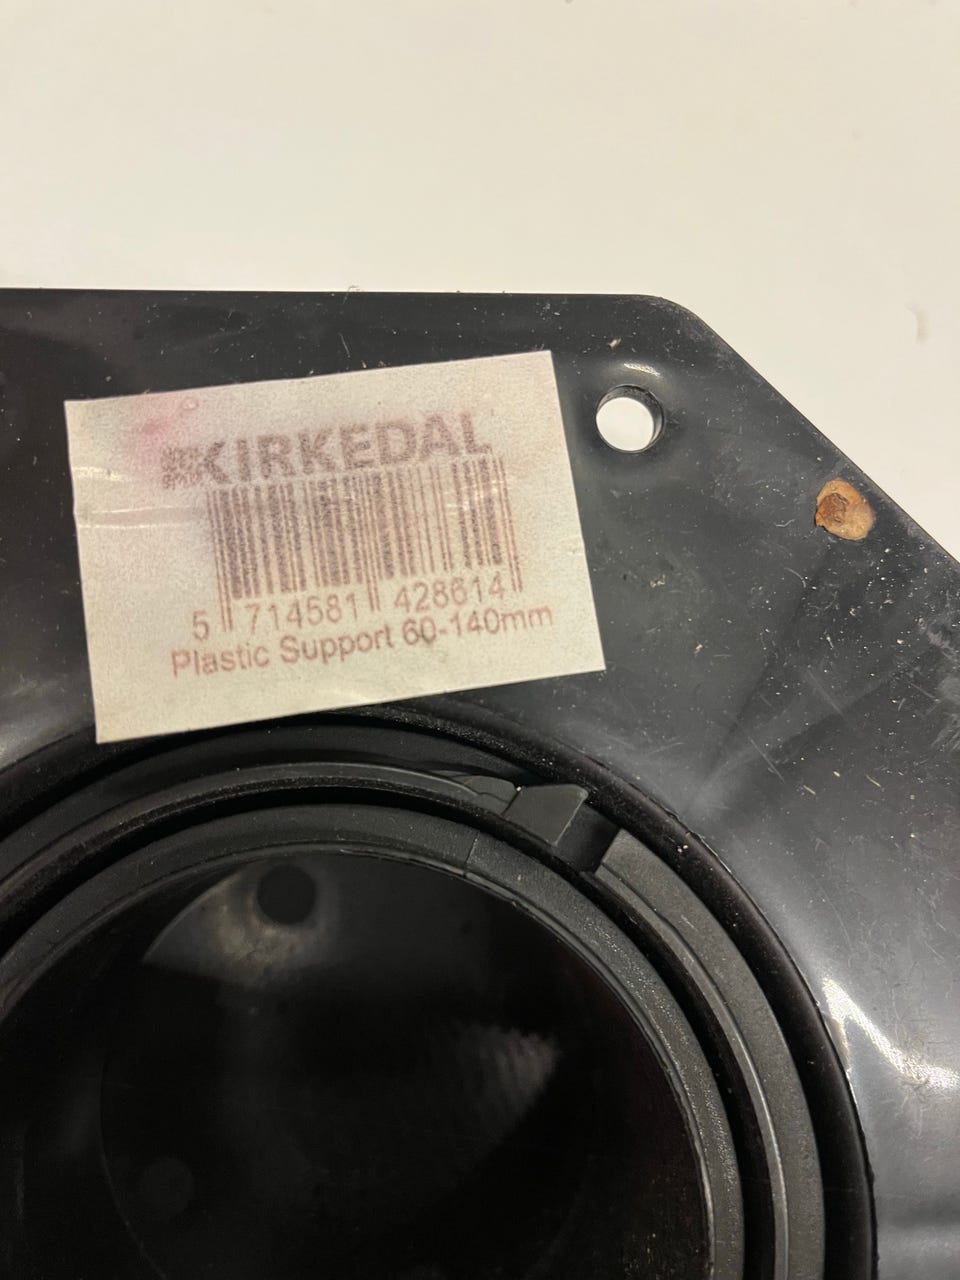 KIRKEDAL
5 714581 428614
Plastic Support 60-140mm